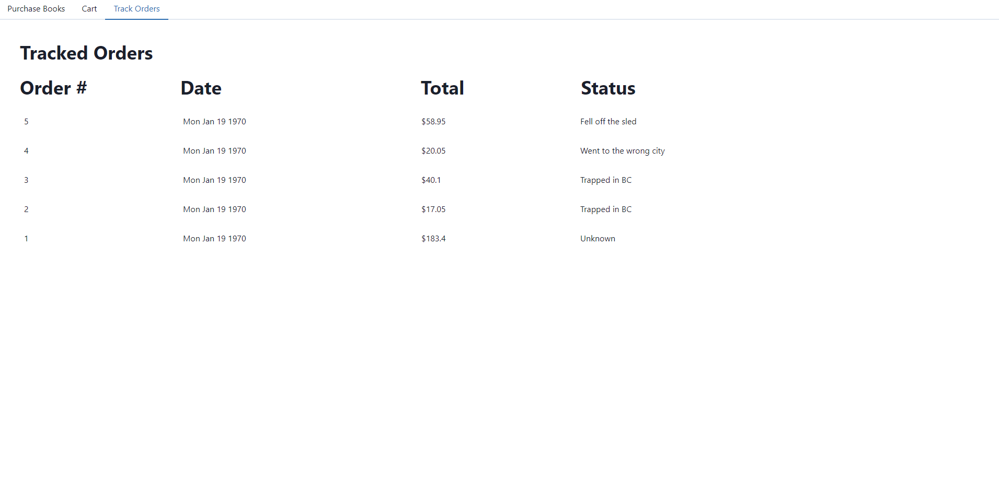 Purchase Books Cart Track Orders
Tracked Orders
Order # Date Total Status
5 Mon Jan 19 1970 $58.95 Fell off the sled
4 Mon Jan 19 1970 $20.05 Went to the wrong city
3 Mon Jan 19 1970 $40.1 Trapped in BC
2 Mon Jan 19 1970 $17.05 Trapped in BC
1 Mon Jan 19 1970 $183.4 Unknown